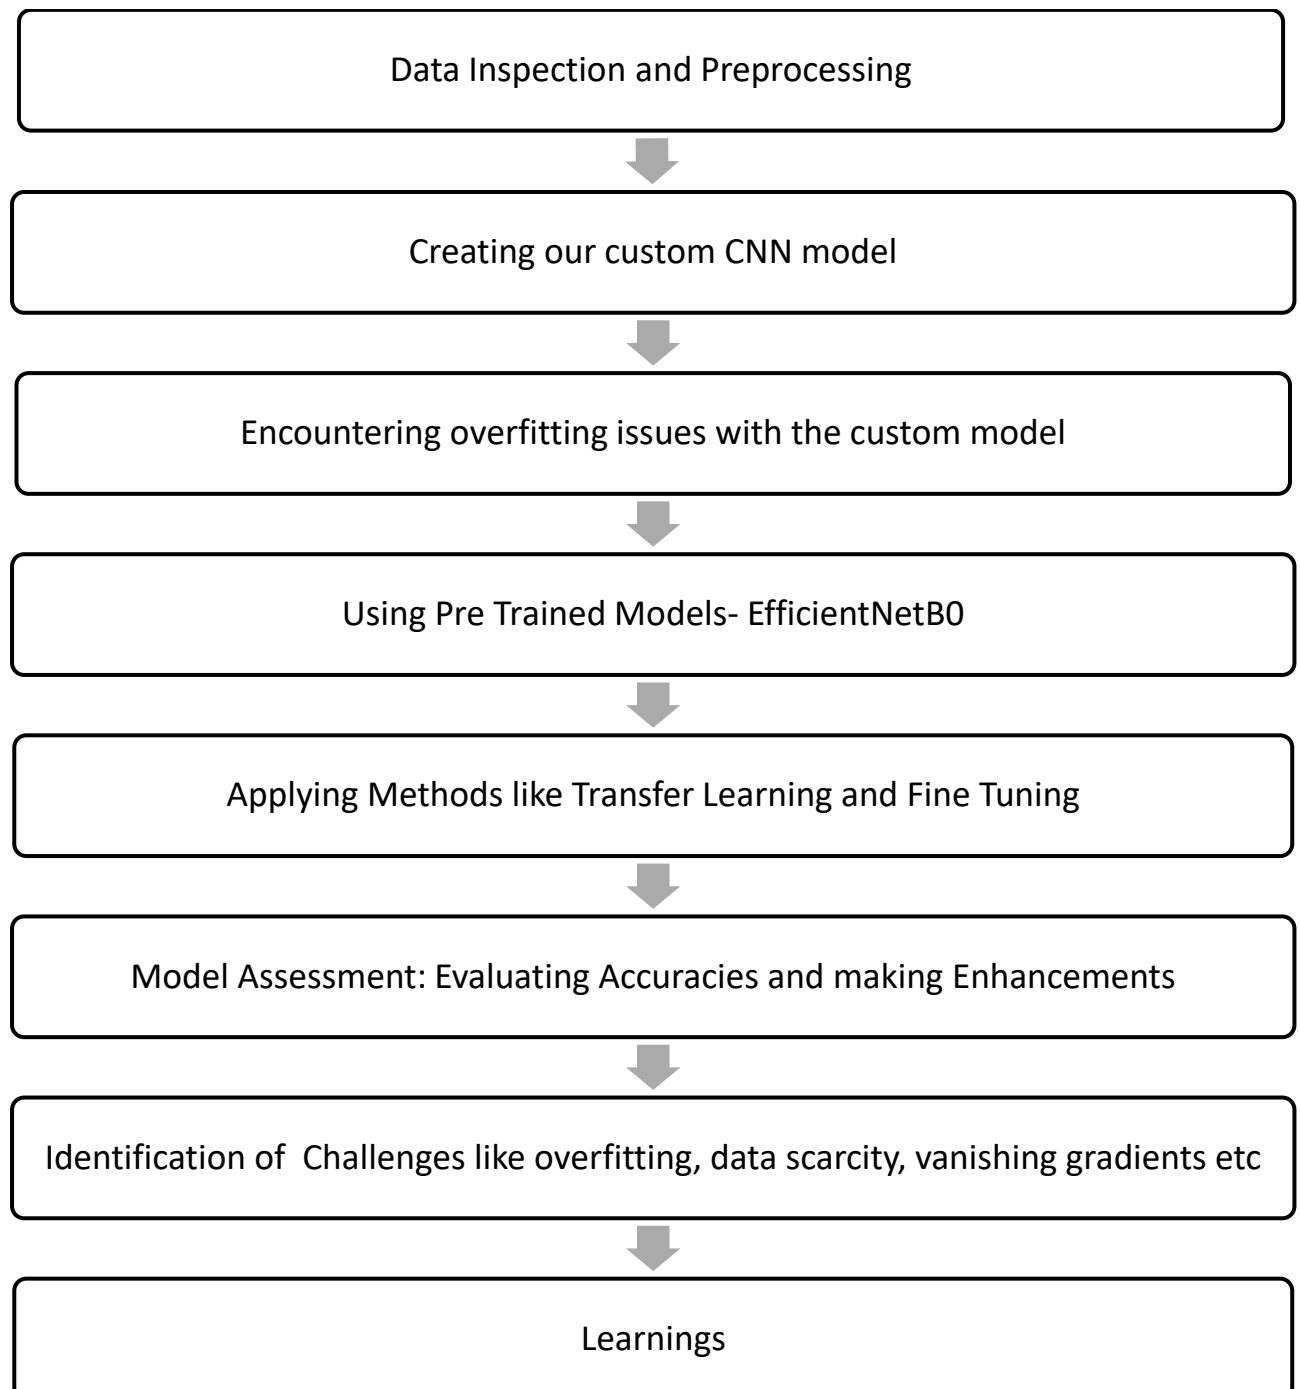 Data Inspection and Preprocessing
Creating our custom CNN model
Encountering overfitting issues with the custom model
Using Pre Trained Models- EfficientNetB0
Applying Methods like Transfer Learning and Fine Tuning
Model Assessment: Evaluating Accuracies and making Enhancements
Identification of  Challenges like overfitting, data scarcity, vanishing gradients etc
Learnings